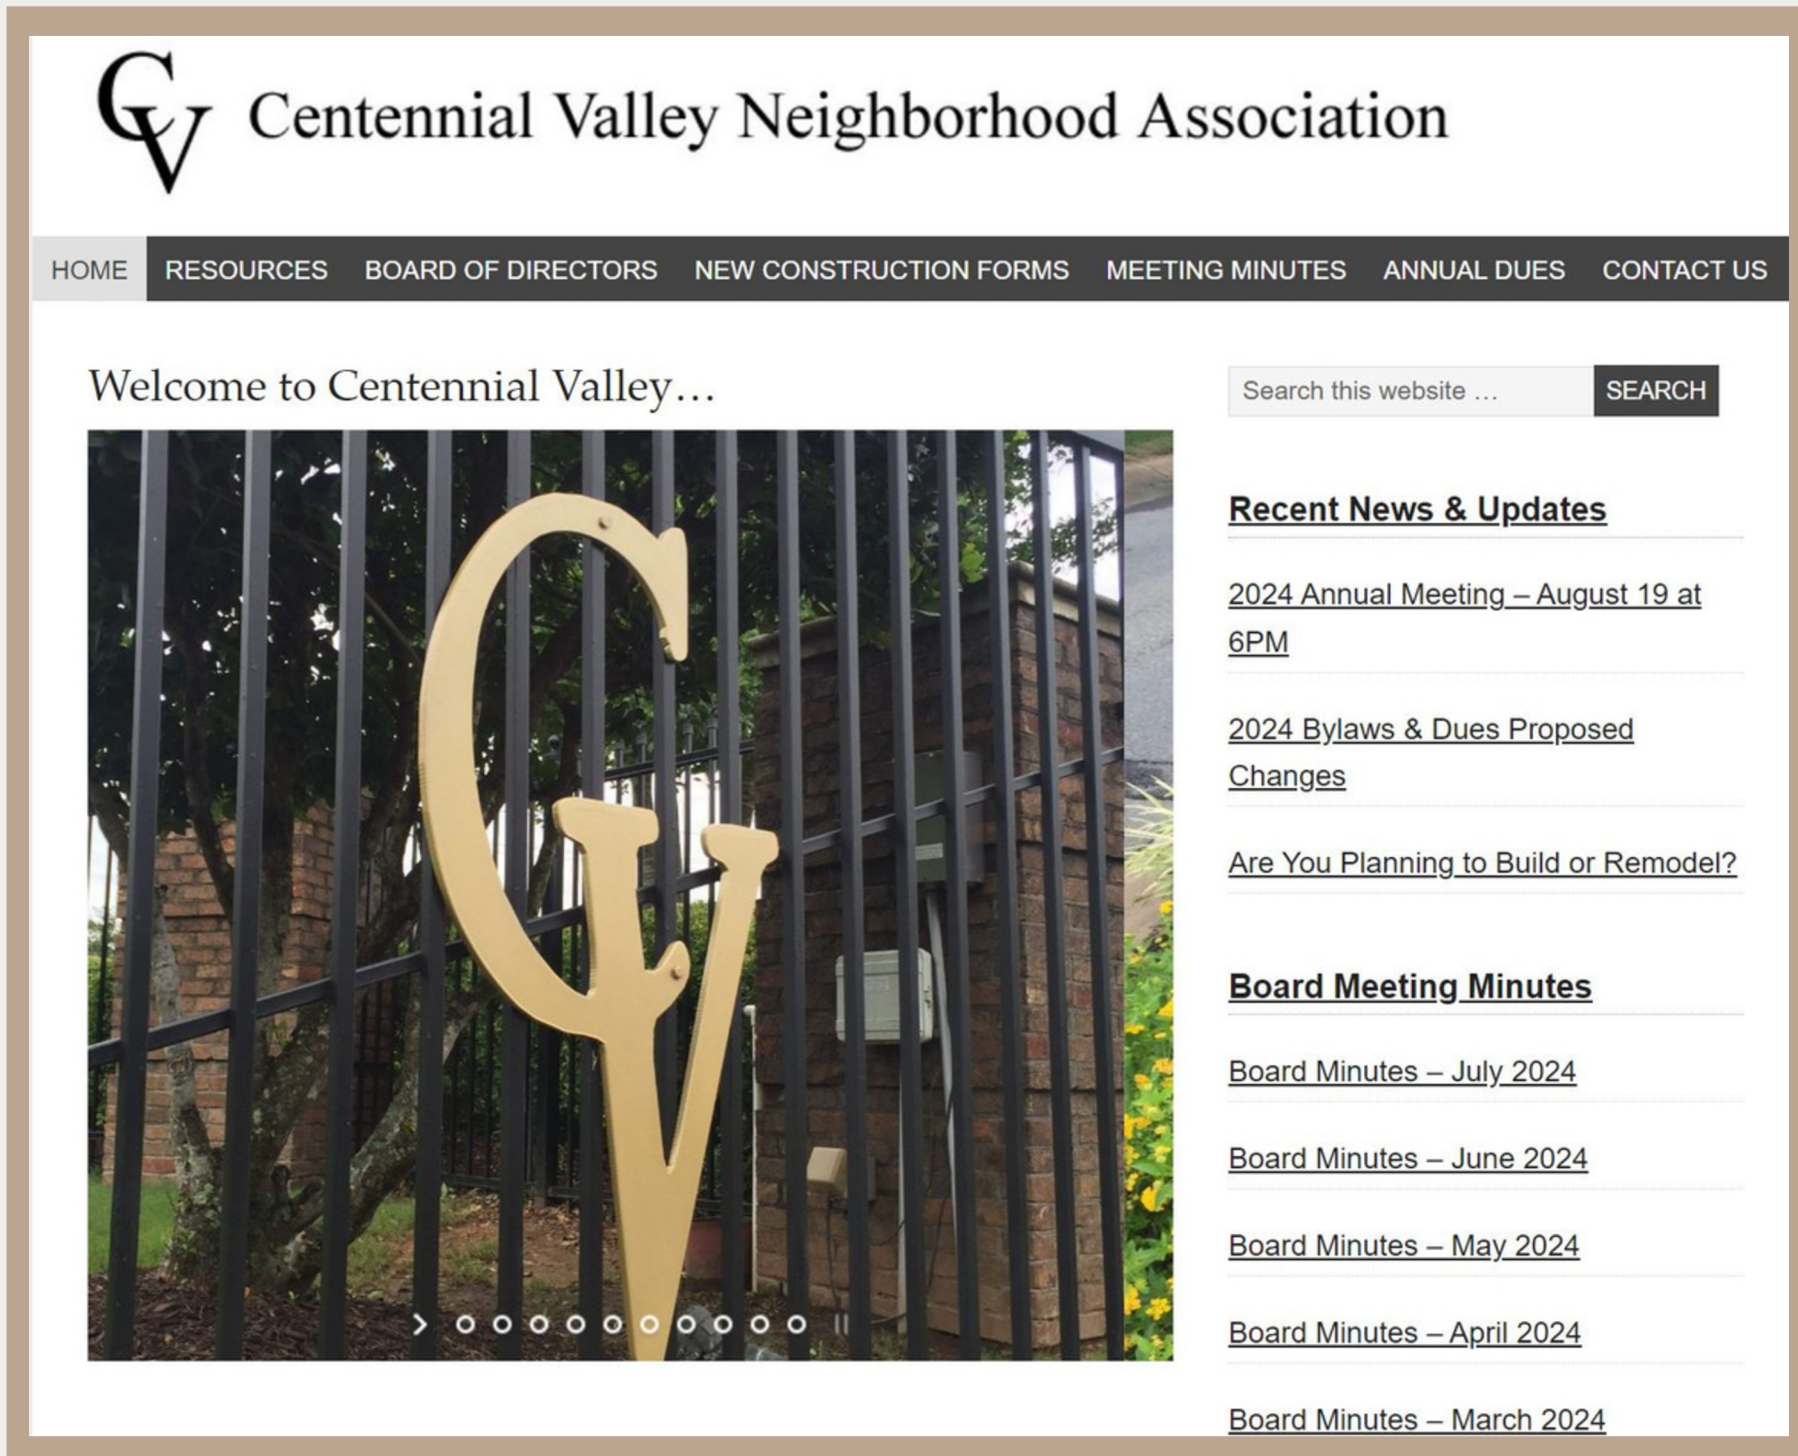 CV
Centennial Valley Neighborhood Association
HOME RESOURCES BOARD OF DIRECTORS NEW CONSTRUCTION FORMS MEETING MINUTES ANNUAL DUES CONTACT US
Welcome to Centennial Valley…
CV
Search this website …
SEARCH
Recent News & Updates
2024 Annual Meeting – August 19 at
6PM
2024 Bylaws & Dues Proposed
Changes
Are You Planning to Build or Remodel?
Board Meeting Minutes
Board Minutes – July 2024
Board Minutes – June 2024
Board Minutes – May 2024
Board Minutes – April 2024
Board Minutes – March 2024